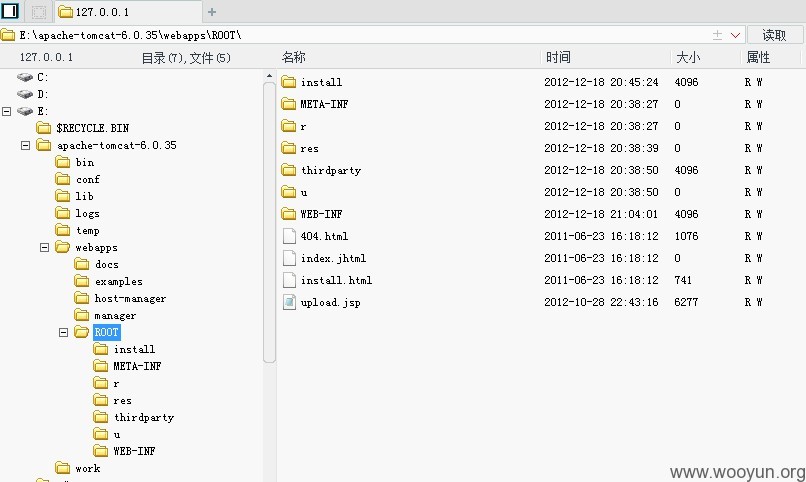 127.0.0.1
E:\apache-tomcat-6.0.35\webapps\ROOT\ 读取
127.0.0.1 目录(7),文件(5) 名称 时间 大小 属性
C:
D:
E:
$RECYCLE.BIN
apache-tomcat-6.0.35
bin
conf
lib
logs
temp
webapps
docs
examples
host-manager
manager
ROOT
install
META-INF
r
res
thirdparty
u
WEB-INF
work
install 2012-12-18 20:45:24 4096 R W
META-INF 2012-12-18 20:38:27 0 R W
r 2012-12-18 20:38:27 0 R W
res 2012-12-18 20:38:39 0 R W
thirdparty 2012-12-18 20:38:50 4096 R W
u 2012-12-18 20:38:50 0 R W
WEB-INF 2012-12-18 21:04:01 4096 R W
404.html 2011-06-23 16:18:12 1076 R W
index.jhtml 2011-06-23 16:18:12 0 R W
install.html 2011-06-23 16:18:12 741 R W
upload.jsp 2012-10-28 22:43:16 6277 R W
www.wooyun.org